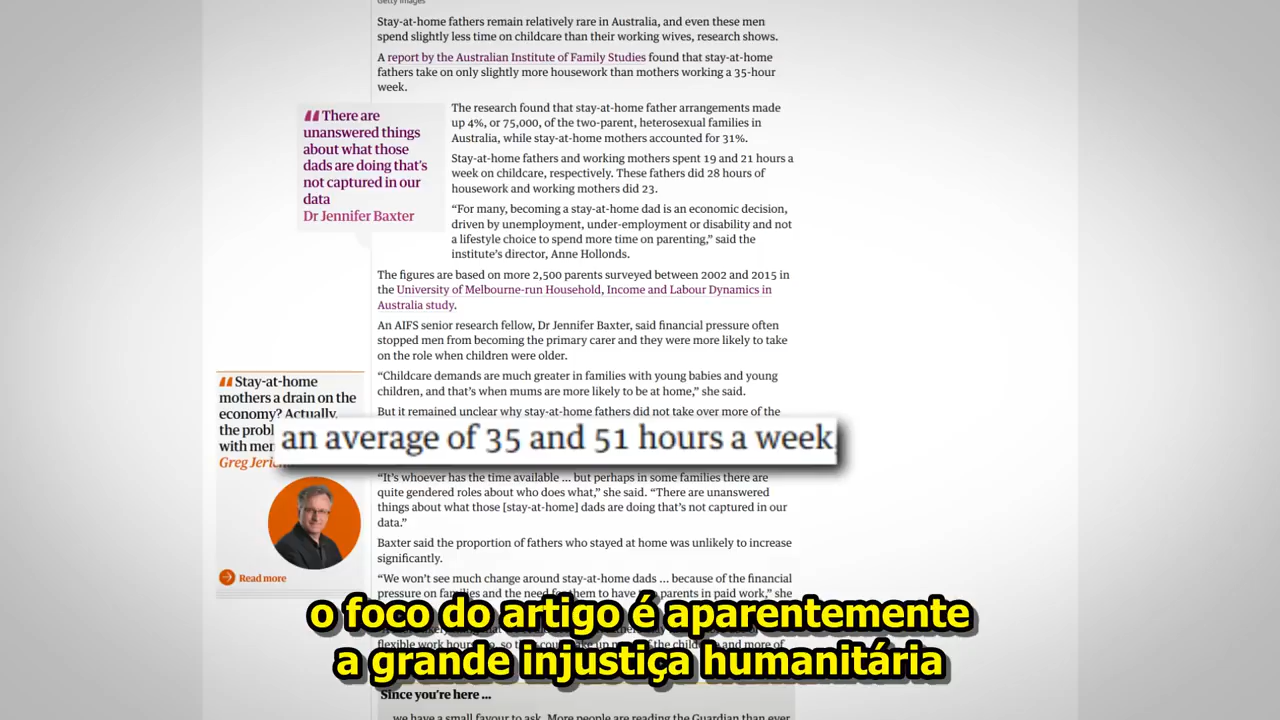 Getty Images
Stay-at-home fathers remain relatively rare in Australia, and even these men
spend slightly less time on childcare than their working wives, research shows.
A report by the Australian Institute of Family Studies found that stay-at-home
fathers take on only slightly more housework than mothers working a 35-hour
week.
There are
unanswered things
about what those
dads are doing that's
not captured in our
data
Dr Jennifer Baxter
The research found that stay-at-home father arrangements made
up 4%, or 75,000, of the two-parent, heterosexual families in
Australia, while stay-at-home mothers accounted for 31%.
Stay-at-home fathers and working mothers spent 19 and 21 hours a
week on childcare, respectively. These fathers did 28 hours of
housework and working mothers did 23.
“For many, becoming a stay-at-home dad is an economic decision,
driven by unemployment, under-employment or disability and not
a lifestyle choice to spend more time on parenting,” said the
institute's director, Anne Hollonds.
The figures are based on more 2,500 parents surveyed between 2002 and 2015 in
the University of Melbourne-run Household, Income and Labour Dynamics in
Australia study.
An AIFS senior research fellow, Dr Jennifer Baxter, said financial pressure often
stopped men from becoming the primary carer and they were more likely to take
on the role when children were older.
“Childcare demands are much greater in families with young babies and young
children, and that's when mums are more likely to be at home,” she said.
But it remained unclear why stay-at-home fathers did not take over more of the
Stay-at-home
mothers a drain on the
economy? Actually,
the
with
Greg
an average of 35 and 51 hours a week
“It's whoever has the time available ... but perhaps in some families there are
quite gendered roles about who does what,” she said. “There are unanswered
things about what those [stay-at-home] dads are doing that's not captured in our
data.”
Baxter said the proportion of fathers who stayed at home was unlikely to increase
significantly.
Read more
“We won't see much change around stay-at-home dads ... because of the financial
pressure on families and the need for them to have parents in paid work,” she
o foco do artigo é aparentemente
flexible work hours so the and more of
a grande injustiça humanitária
Since you're here ...
... we have a small favour to ask. More people are reading the Guardian than ever